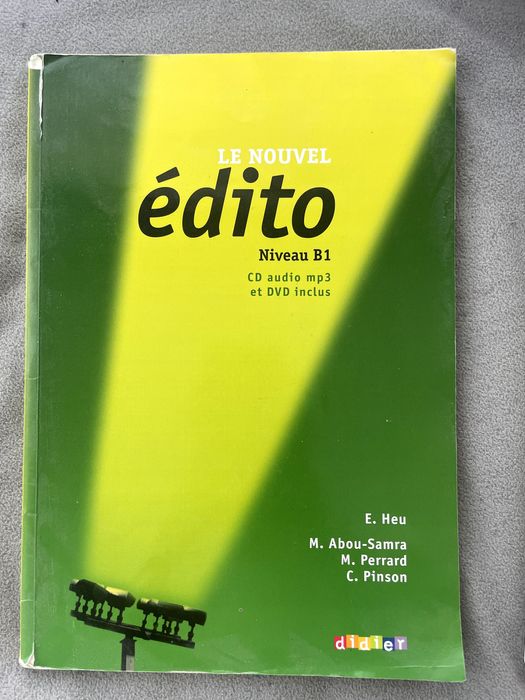 LE NOUVEL
édito
Niveau B1
CD audio mp3
et DVD inclus
E. Heu
M. Abou-Samra
M. Perrard
C. Pinson
didier